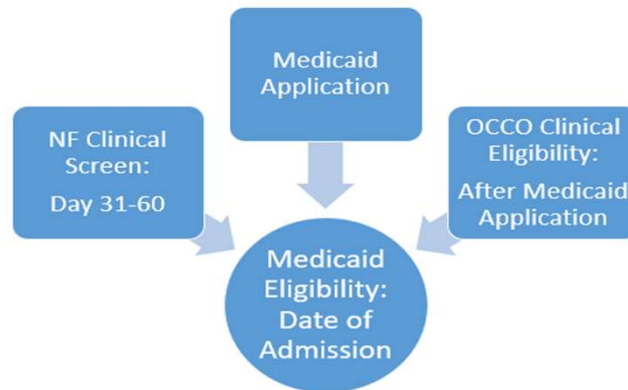 Medicaid
Application
NF Clinical
Screen:
Day 31-60
OCCO Clinical
Eligibility:
After Medicaid
Application
Medicaid
Eligibility:
Date of
Admission